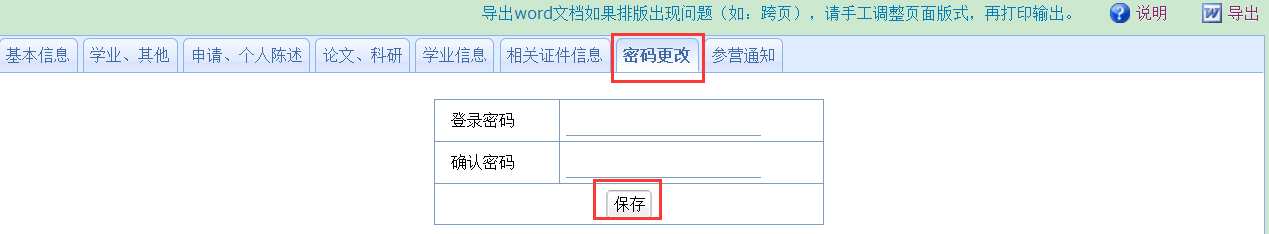 导出word文档如果排版出现问题（如：跨页），请手工调整页面版式，再打印输出。 说明 导出
基本信息 学业、其他 申请、个人陈述 论文、科研 学业信息 相关证件信息 密码更改 参营通知
登录密码
确认密码
保存